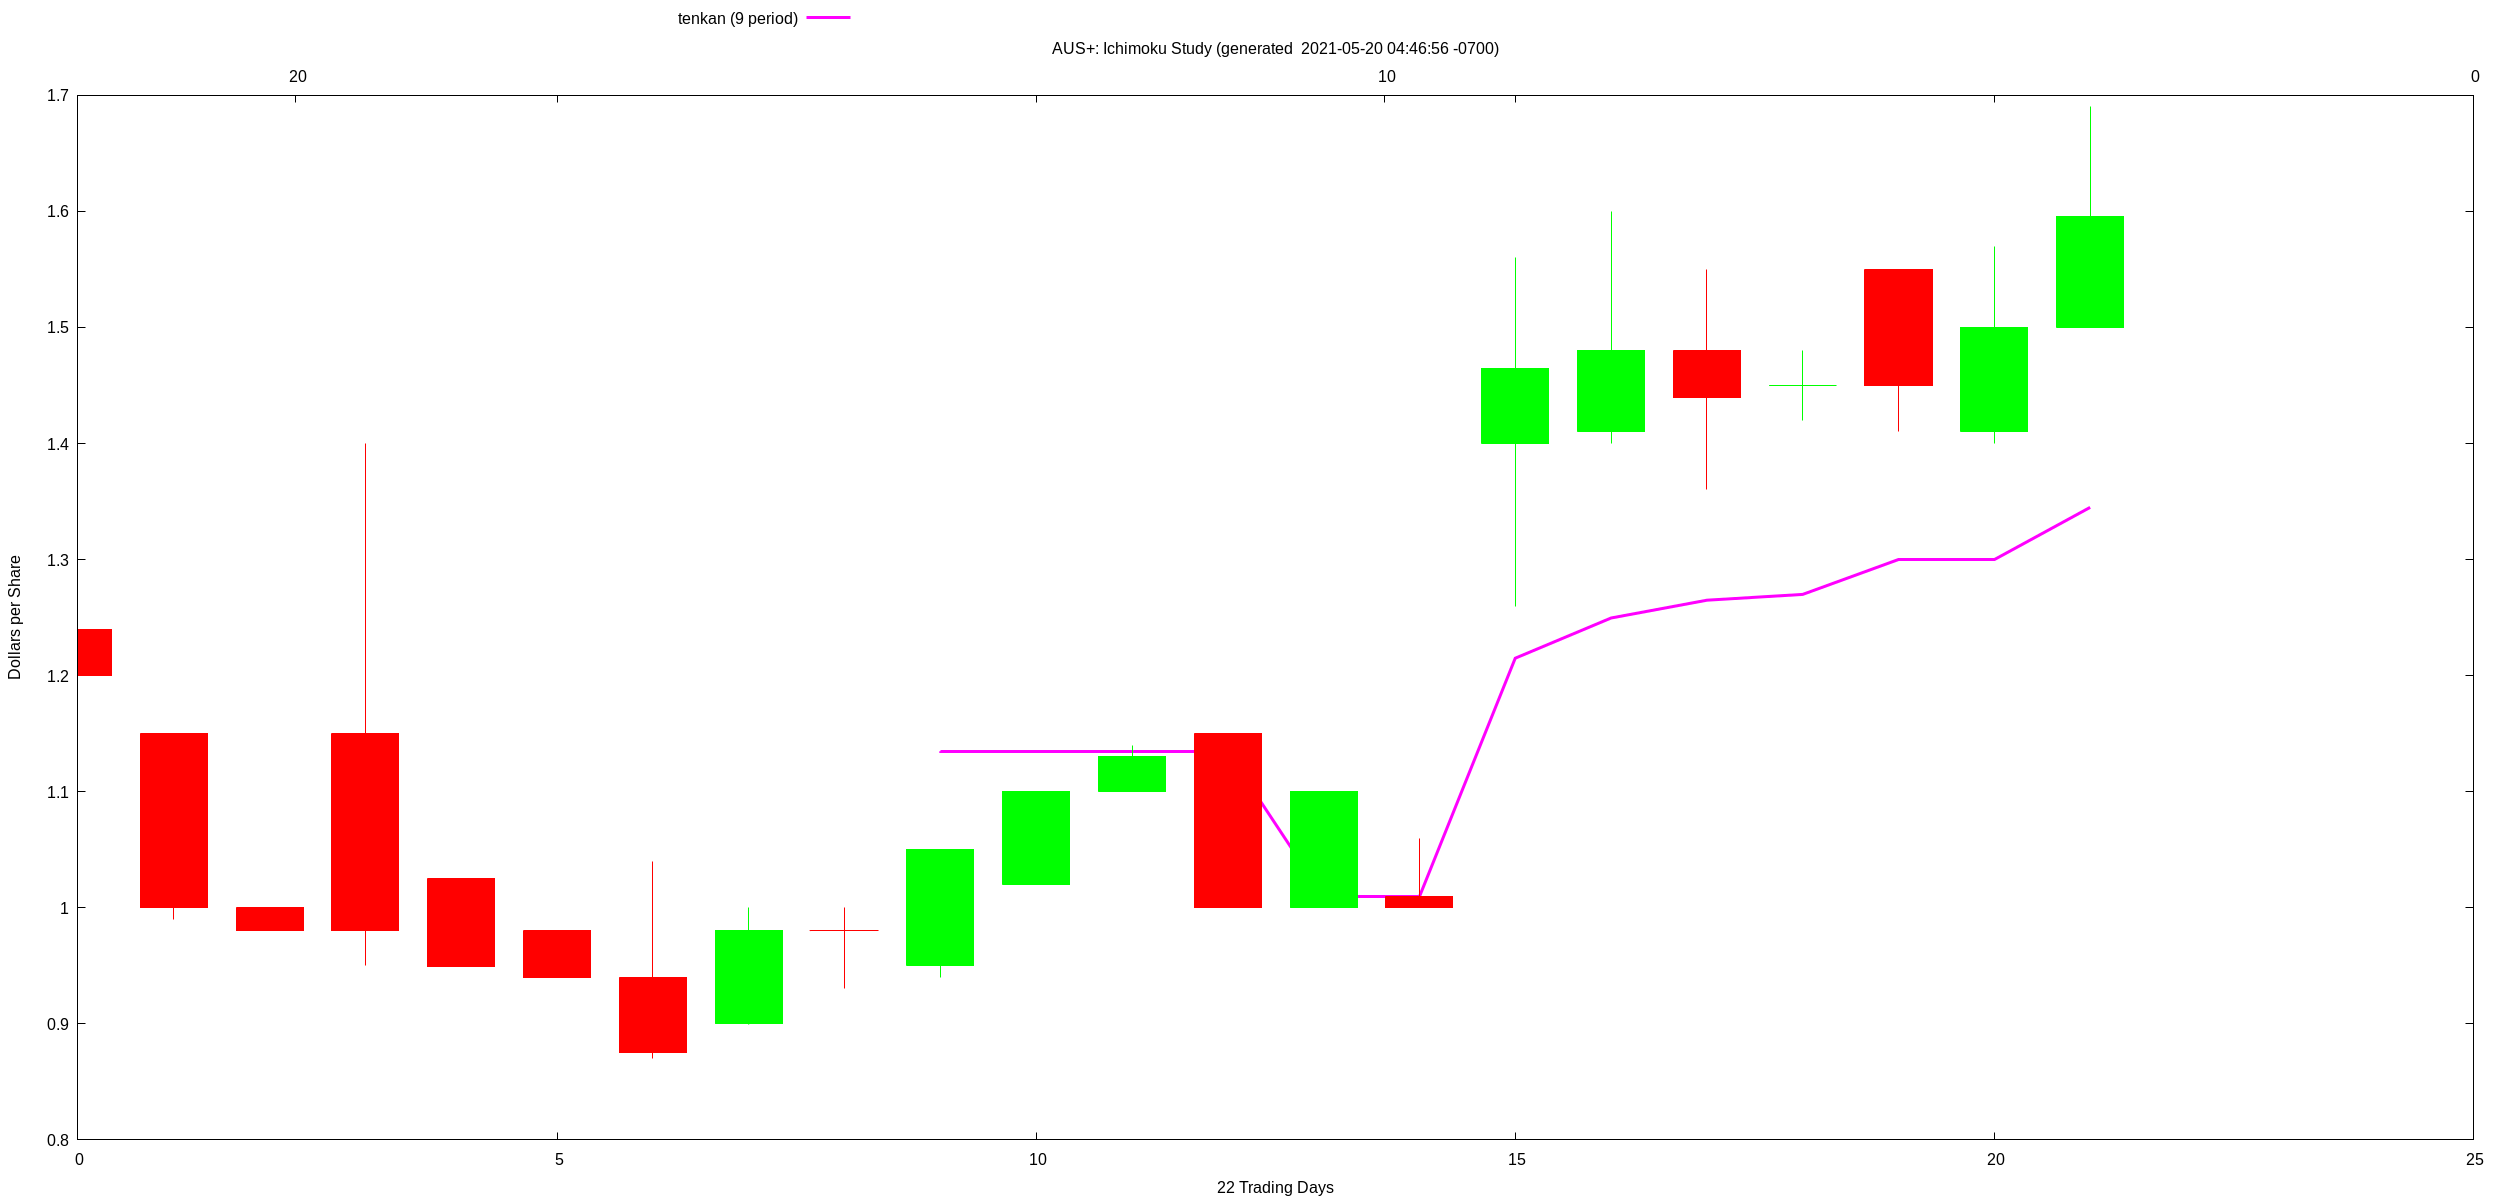 tenkan (9 period)
AUS+: Ichimoku Study (generated  2021-05-20 04:46:56 -0700)
20 10 0
1.7
1.6
1.5
1.4
1.3
1.2
1.1
1
0.9
0.8
Dollars per Share
0 5 10 15 20 25
22 Trading Days